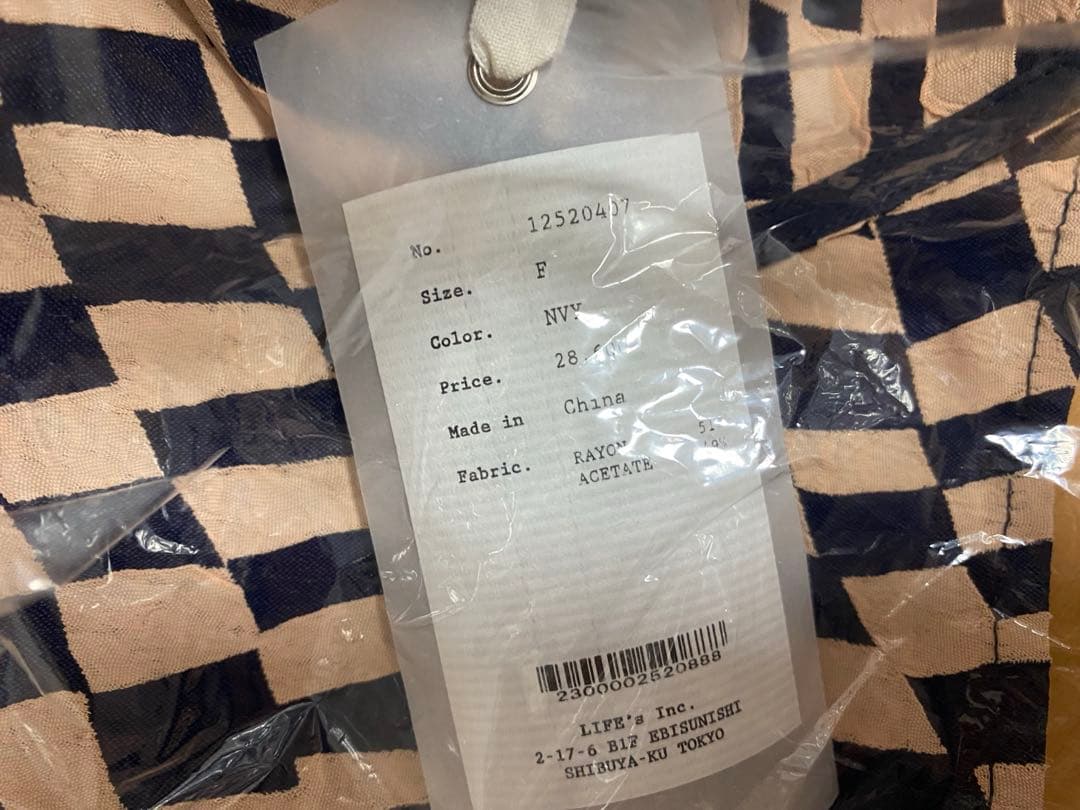 No. 12520407
Size. F
Color. NVY
Price.
Made in China
Fabric. RAYON
ACETATE
2300002520888
LIFE's Inc.
2-17-6 B1F EBISUNISHI
SHIBUYA-KU TOKYO